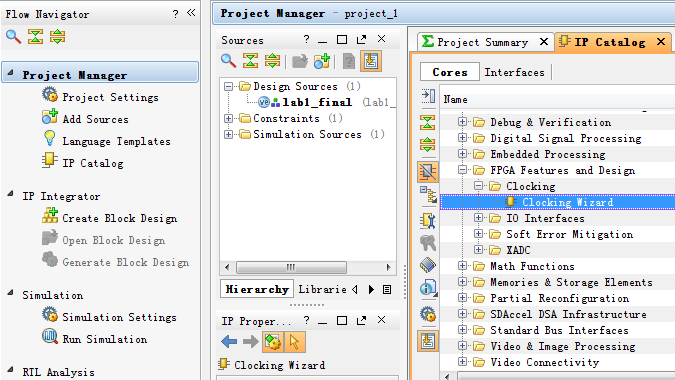 Flow Navigator
Project Manager
Project Settings
Add Sources
Language Templates
IP Catalog
IP Integrator
Create Block Design
Open Block Design
Generate Block Design
Simulation
Simulation Settings
Run Simulation
RTL Analysis
Project Manager - project_1
Sources
Design Sources (1)
lab1_final (lab1_
Constraints (1)
Simulation Sources (1)
Hierarchy
Librarie
IP Proper...
Clocking Wizard
Project Summary
IP Catalog
Cores
Interfaces
Name
Debug & Verification
Digital Signal Processing
Embedded Processing
FPGA Features and Design
Clocking
Clocking Wizard
IO Interfaces
Soft Error Mitigation
XADC
Math Functions
Memories & Storage Elements
Partial Reconfiguration
SDAccel DSA Infrastructure
Standard Bus Interfaces
Video & Image Processing
Video Connectivity